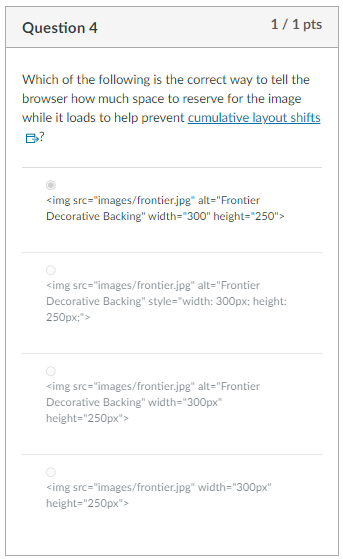 Question 4
1 / 1 pts
Which of the following is the correct way to tell the
browser how much space to reserve for the image
while it loads to help prevent cumulative layout shifts
?
<img src="images/frontier.jpg" alt="Frontier
Decorative Backing" width="300" height="250">
<img src="images/frontier.jpg" alt="Frontier
Decorative Backing" style="width: 300px; height:
250px;">
<img src="images/frontier.jpg" alt="Frontier
Decorative Backing" width="300px"
height="250px">
<img src="images/frontier.jpg" width="300px"
height="250px">